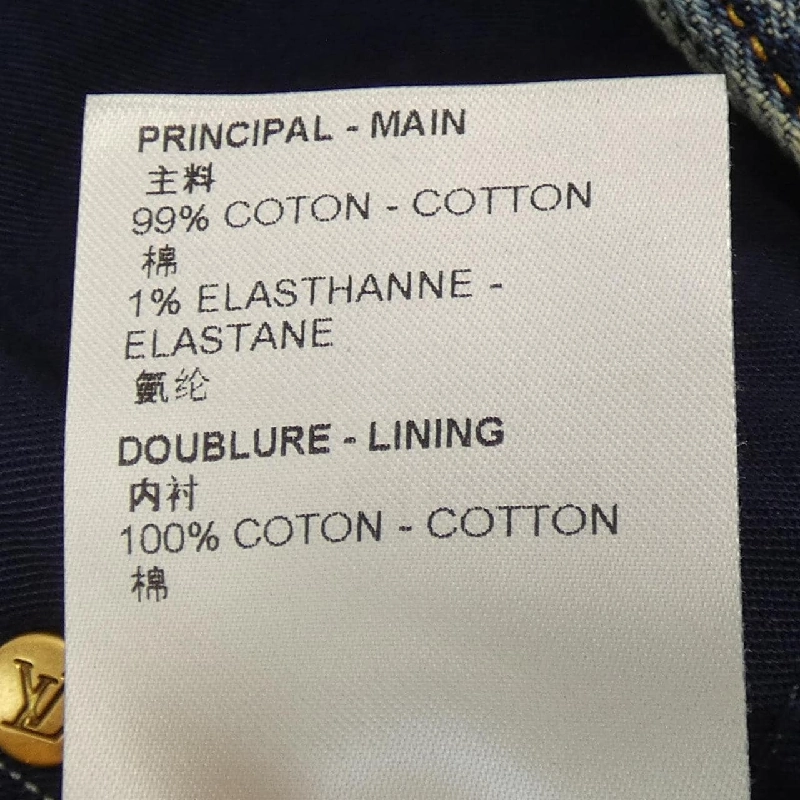 PRINCIPAL - MAIN
主料
99% COTON - COTTON
棉
1% ELASTHANNE -
ELASTANE
氨纶
DOUBLURE - LINING
内衬
100% COTON - COTTON
棉
LV